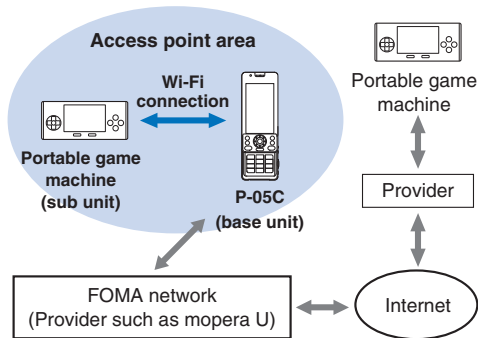 Access point area
Wi-Fi
connection
Portable game
machine
(sub unit)
P-05C
(base unit)
Portable game
machine
Provider
Internet
FOMA network
(Provider such as mopera U)